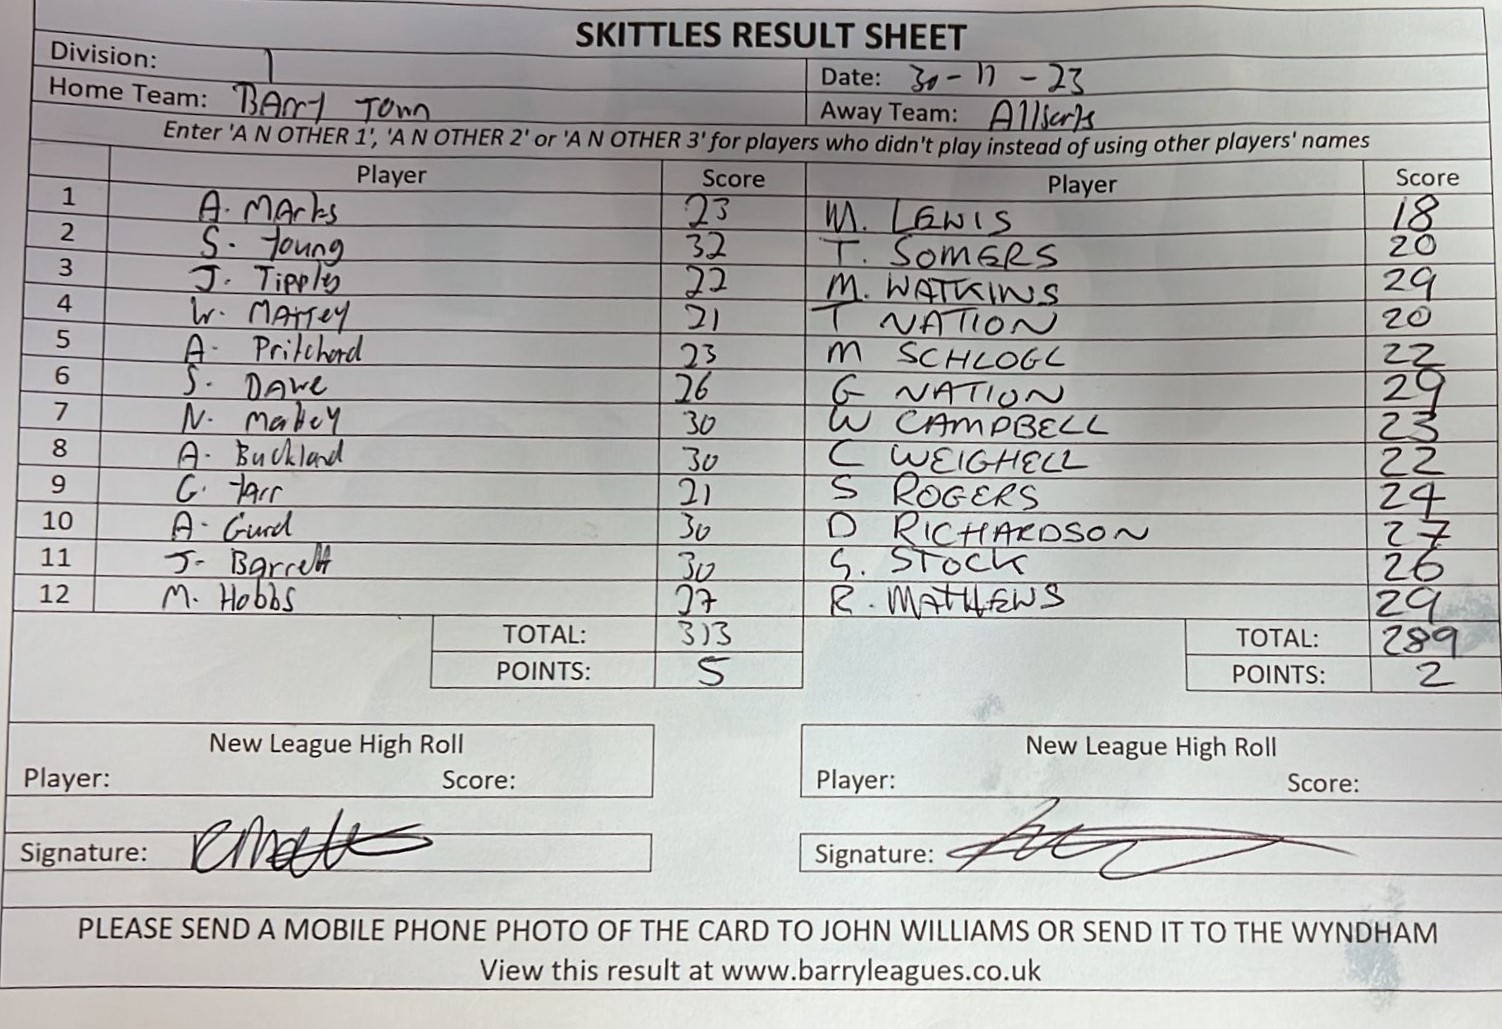 SKITTLES RESULT SHEET
Division: 1
Date: 30-11-23
Home Team: BArry Town
Away Team: Allsorts
Enter 'A N OTHER 1', 'A N OTHER 2' or 'A N OTHER 3' for players who didn't play instead of using other players' names
Player Score Player Score
1 A. MArks 23 M. LEWIS 18
2 S. Young 32 T. SOMERS 20
3 J. Tipples 22 M. WATKINS 29
4 W. 21 T NATION 20
5 A. Pritchard 23 M SCHLOGL 22
6 S. DAwe 26 G NATION 29
7 N. 30 W CAMPBELL 23
8 A. Buckland 30 C WEIGHELL 22
9 G. Tarr 21 S ROGERS 24
10 A. Gurd 30 D RICHARDSON 27
11 J. Barrett 30 S. STOCK 26
12 M. Hobbs 27 R. MATHEWS 29
TOTAL: 313 TOTAL: 289
POINTS: 5 POINTS: 2
New League High Roll New League High Roll
Player: Score: Player: Score:
Signature: Signature:
PLEASE SEND A MOBILE PHONE PHOTO OF THE CARD TO JOHN WILLIAMS OR SEND IT TO THE WYNDHAM
View this result at www.barryleagues.co.uk